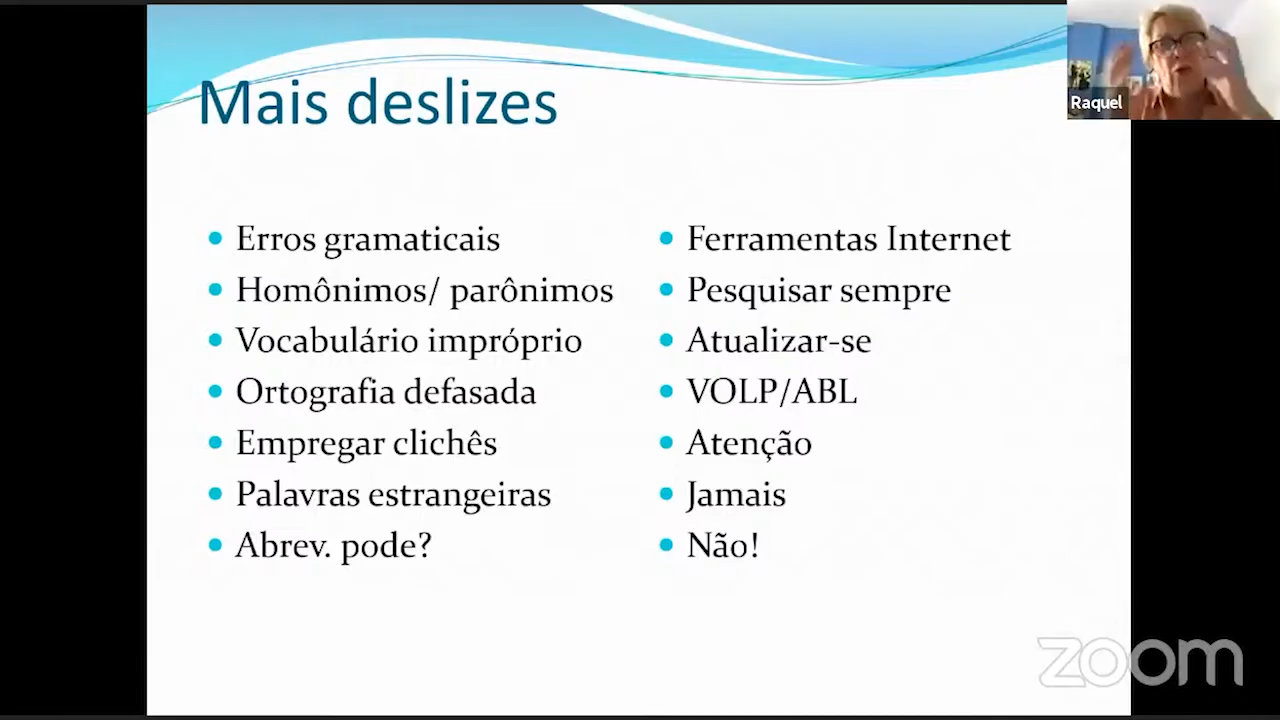 Mais deslizes
Raquel
Erros gramaticais
Homônimos/ parônimos
Vocabulário impróprio
Ortografia defasada
Empregar clichês
Palavras estrangeiras
Abrev. pode?
Ferramentas Internet
Pesquisar sempre
Atualizar-se
VOLP/ABL
Atenção
Jamais
Não!
zoom